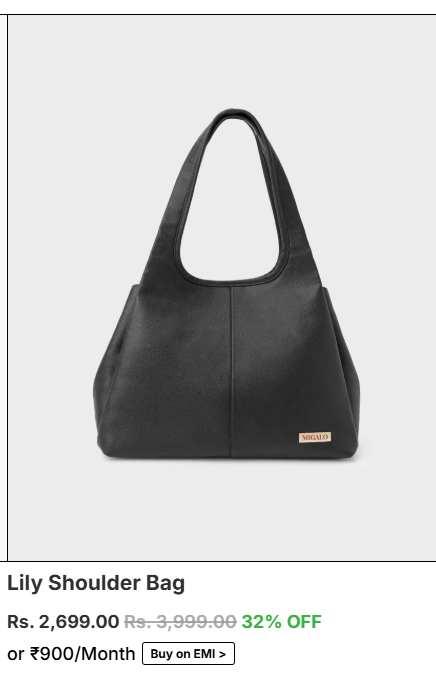 MIGALO
Lily Shoulder Bag
Rs. 2,699.00 Rs. 3,999.00 32% OFF
or ₹900/Month Buy on EMI >